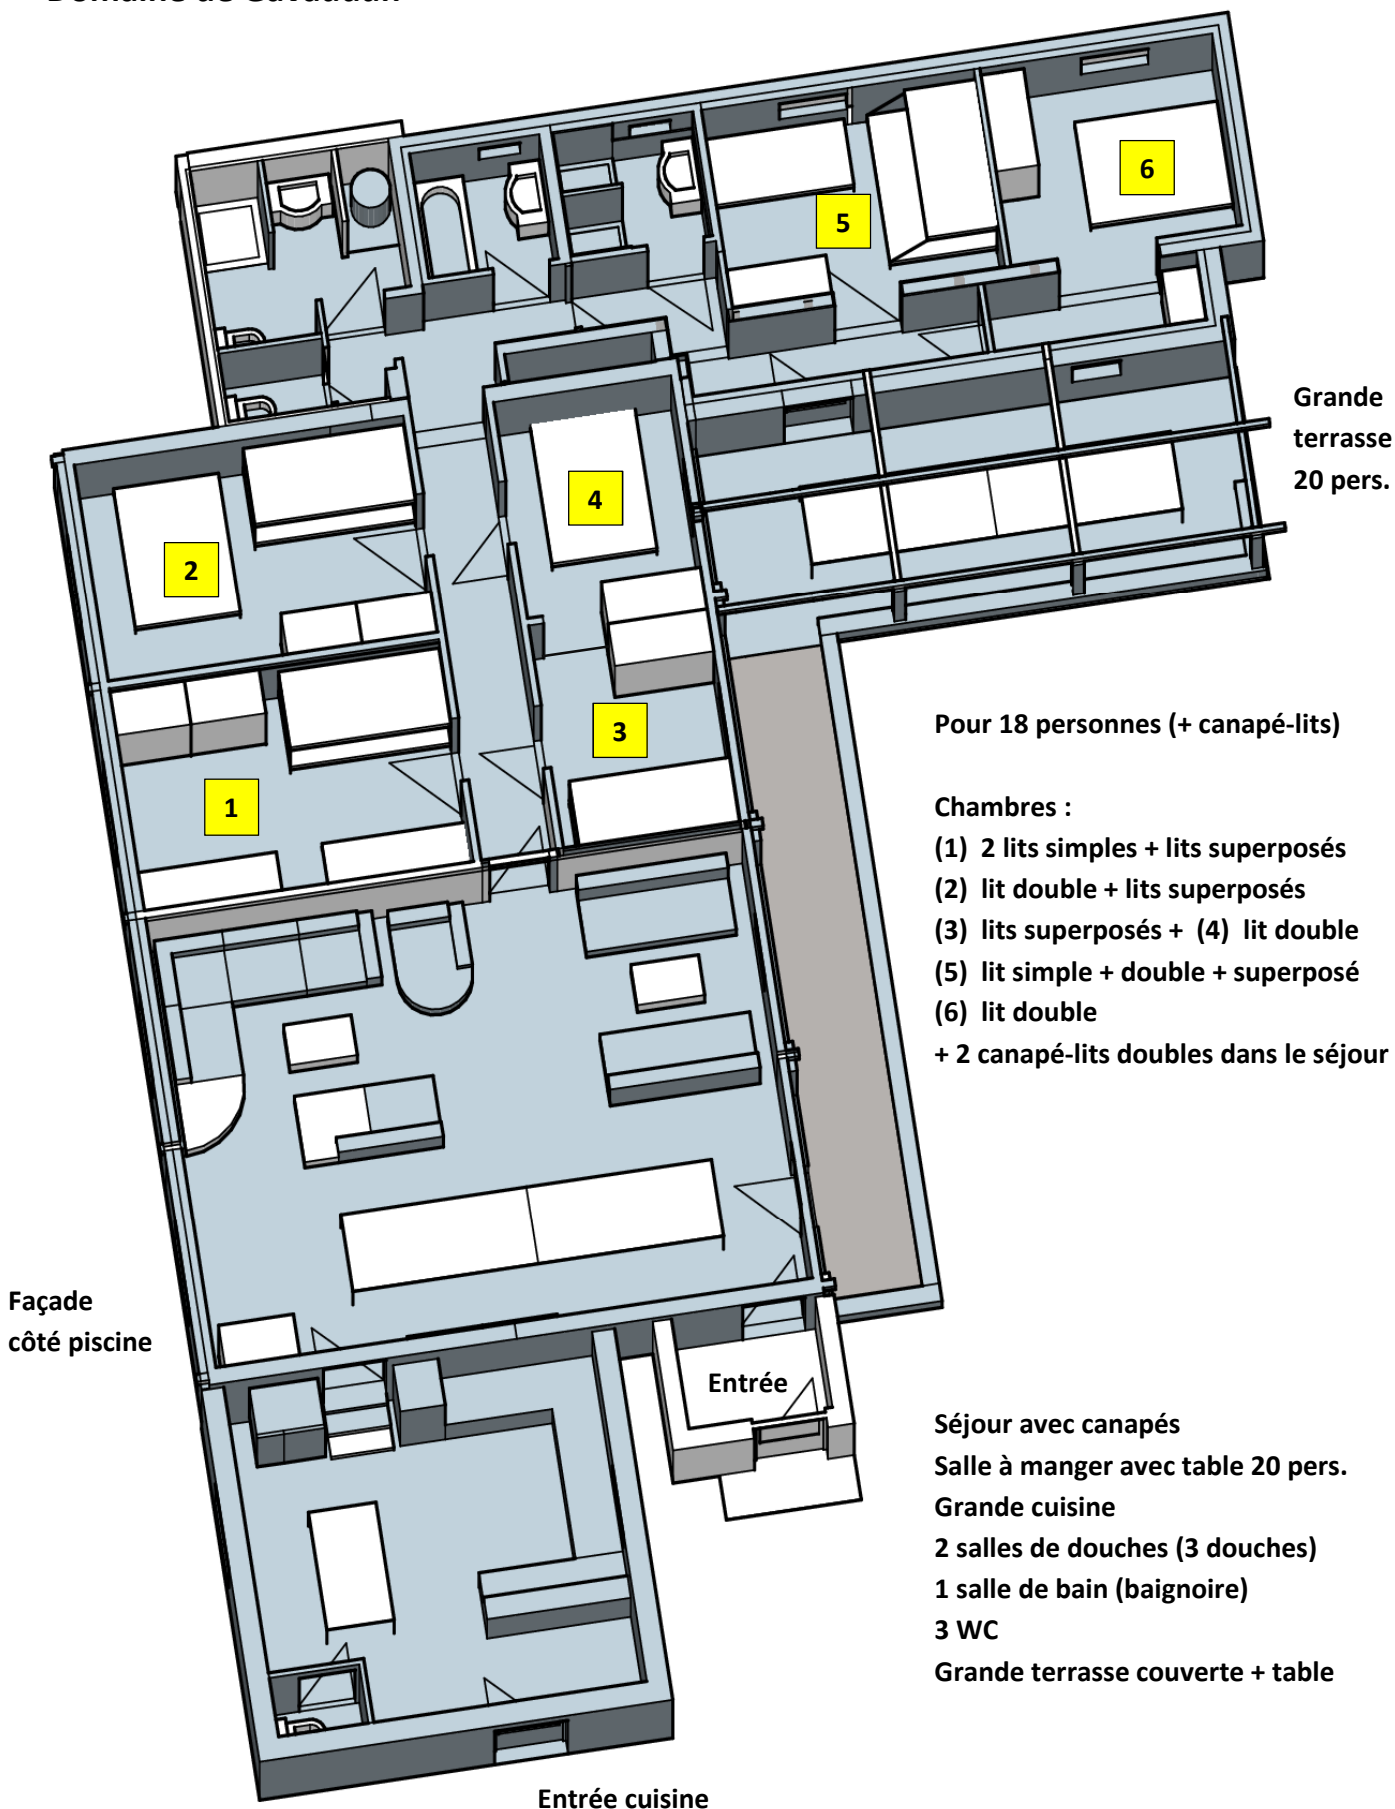 6
5
Grande
terrasse
20 pers.
4
2
3
1
Pour 18 personnes (+ canapé-lits)
Chambres :
(1) 2 lits simples + lits superposés
(2) lit double + lits superposés
(3) lits superposés + (4) lit double
(5) lit simple + double + superposé
(6) lit double
+ 2 canapé-lits doubles dans le séjour
Façade
côté piscine
Entrée
Séjour avec canapés
Salle à manger avec table 20 pers.
Grande cuisine
2 salles de douches (3 douches)
1 salle de bain (baignoire)
3 WC
Grande terrasse couverte + table
Entrée cuisine